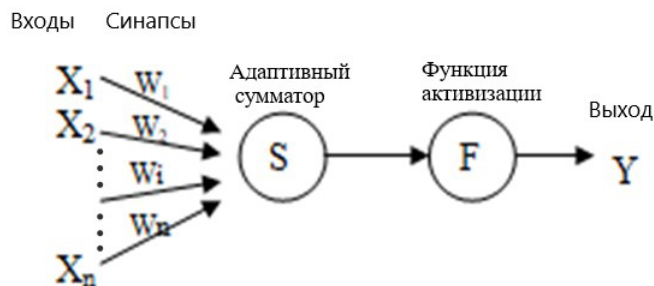 Входы Синапсы
Адаптивный
сумматор
Функция
активизации
Выход
X1 W1
X2 W2
Wi
Wn
Xn
S
F
Y